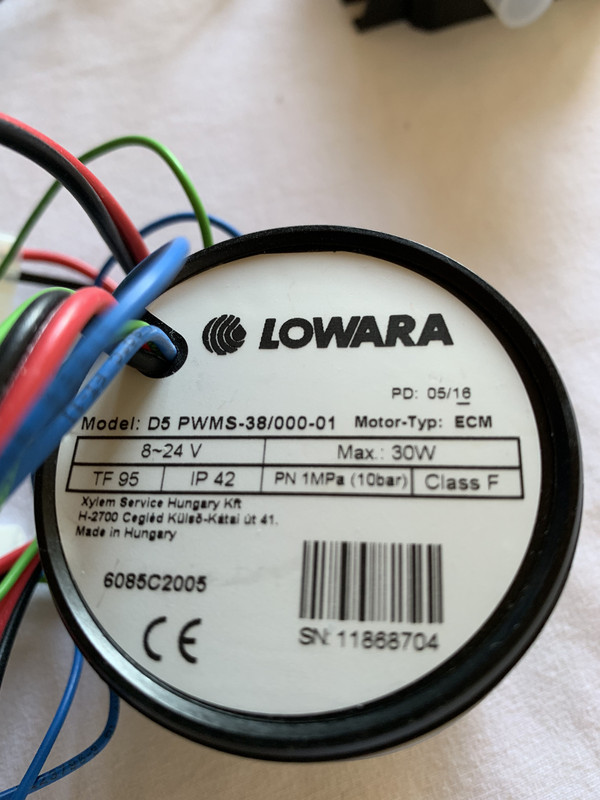 LOWARA
PD: 05/16
Model: D5 PWMS-38/000-01 Motor-Typ: ECM
8~24 V Max.: 30W
TF 95 IP 42 PN 1MPa (10bar) Class F
Xylem Service Hungary Kft
H-2700 Cegléd Külső-Kátai út 41.
Made in Hungary
6085C2005
CE
SN: 11868704